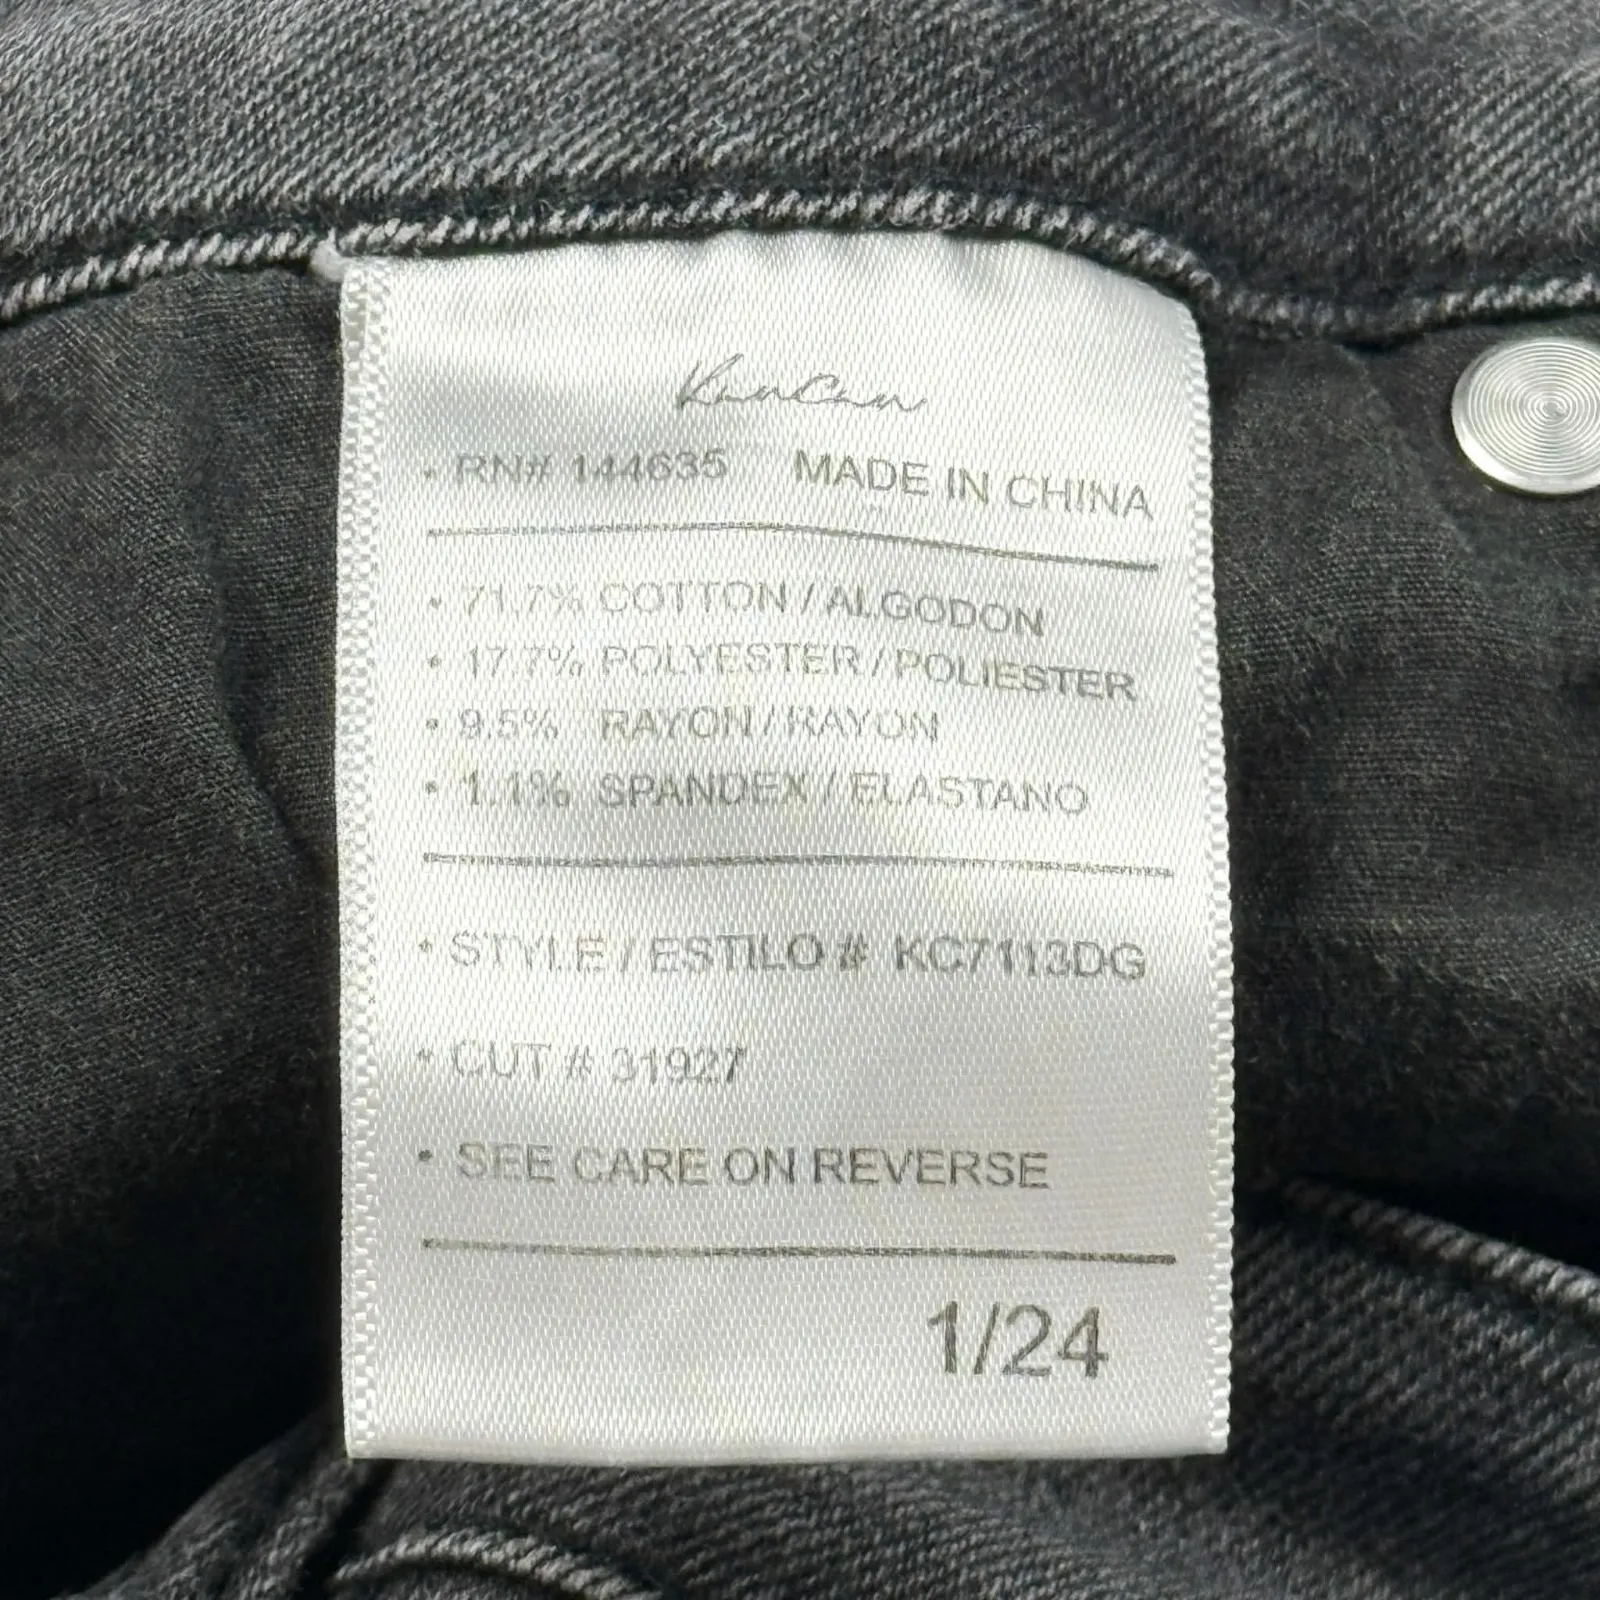 KanCan
• RN# 144635 MADE IN CHINA
• 71.7% COTTON / ALGODON
• 17.7% POLYESTER / POLIESTER
• 9.5% RAYON / RAYON
• 1.1% SPANDEX / ELASTANO
• STYLE / ESTILO # KC7113DG
• CUT # 31927
• SEE CARE ON REVERSE
1/24